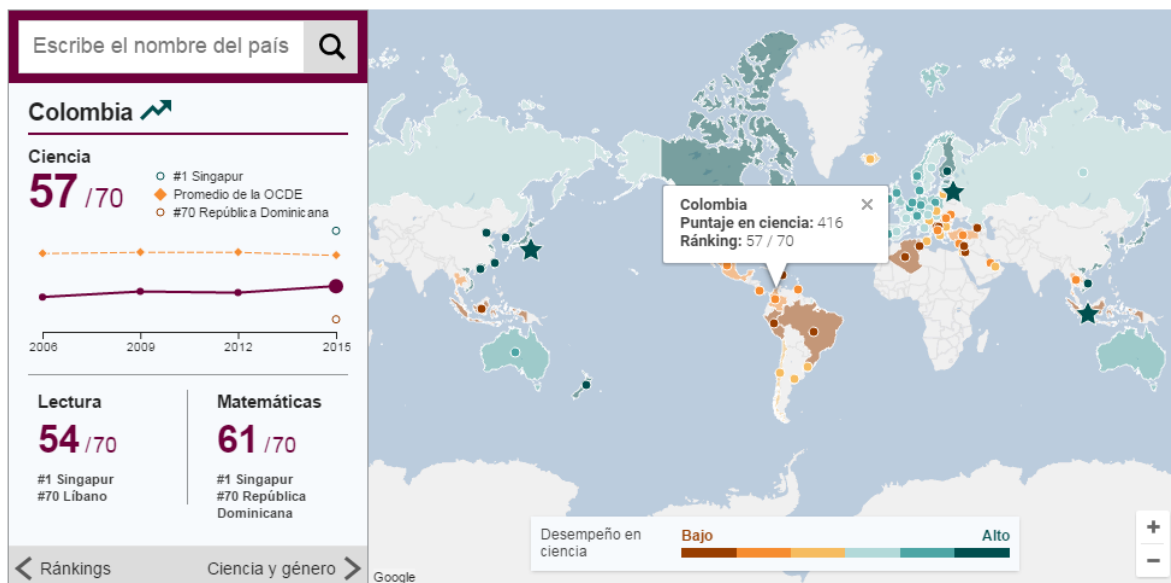 Escribe el nombre del país
Colombia
Ciencia
57 /70
#1 Singapur
Promedio de la OCDE
#70 República Dominicana
2006 2009 2012 2015
Lectura
54 /70
#1 Singapur
#70 Líbano
Matemáticas
61 /70
#1 Singapur
#70 República
Dominicana
Ránkings
Ciencia y género
Colombia
Puntaje en ciencia: 416
Ránking: 57 / 70
Desempeño en
ciencia
Bajo
Alto
Google